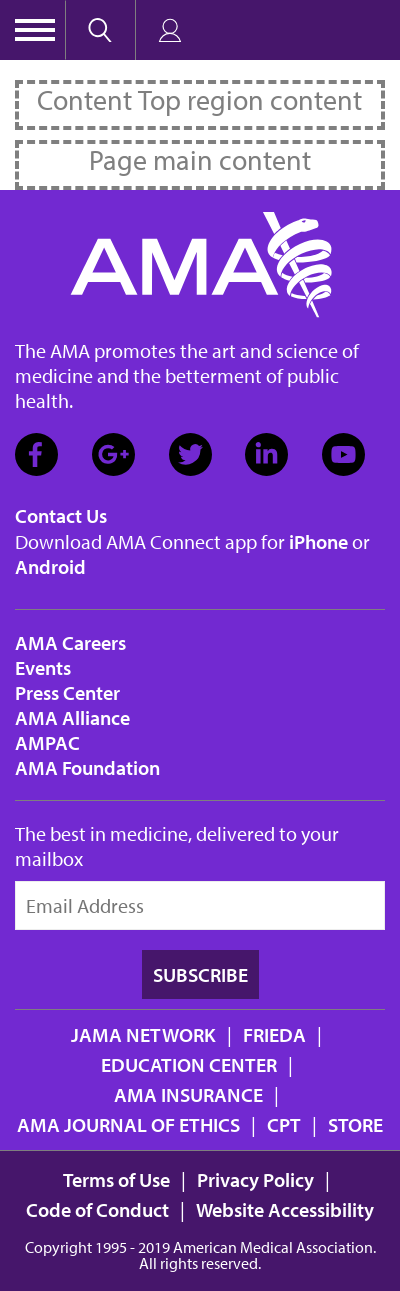 Content Top region content
Page main content
AMA
The AMA promotes the art and science of
medicine and the betterment of public
health.
Contact Us
Download AMA Connect app for iPhone or
Android
AMA Careers
Events
Press Center
AMA Alliance
AMPAC
AMA Foundation
The best in medicine, delivered to your
mailbox
Email Address
SUBSCRIBE
JAMA NETWORK | FRIEDA |
EDUCATION CENTER |
AMA INSURANCE |
AMA JOURNAL OF ETHICS | CPT | STORE
Terms of Use | Privacy Policy |
Code of Conduct | Website Accessibility
Copyright 1995 - 2019 American Medical Association.
All rights reserved.